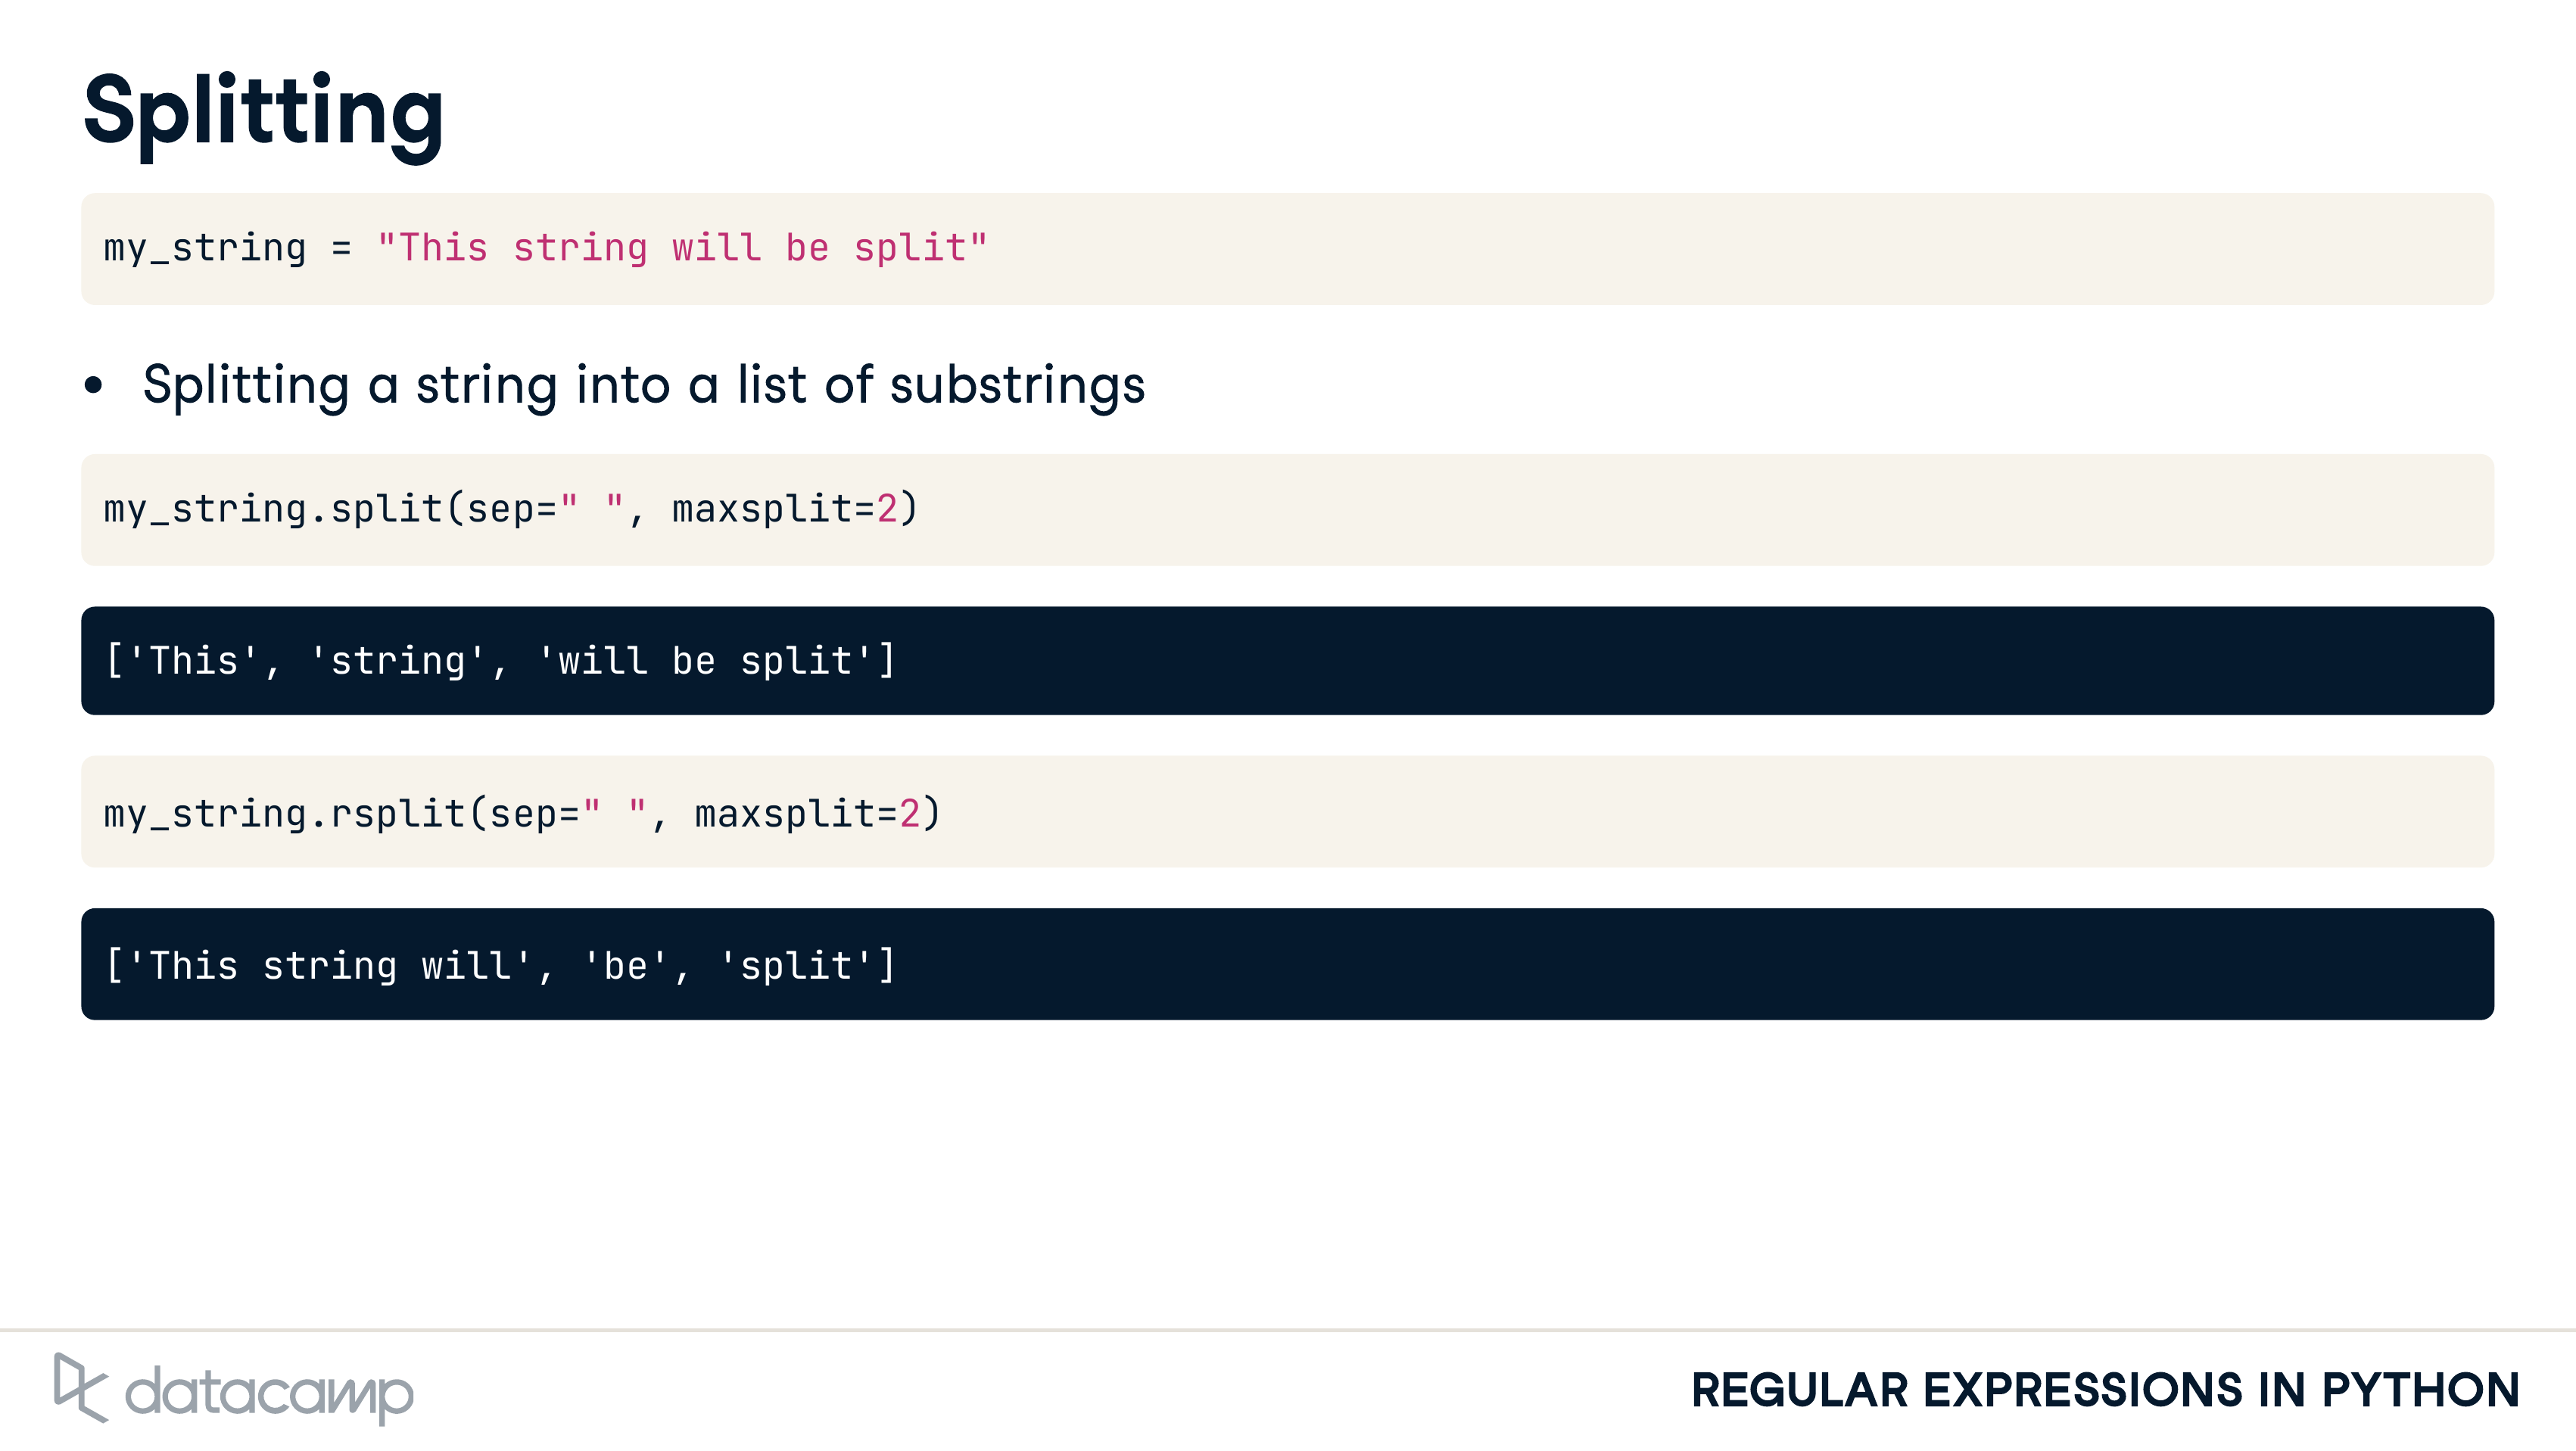 Splitting
my_string = "This string will be split"
• Splitting a string into a list of substrings
my_string.split(sep=" ", maxsplit=2)
['This', 'string', 'will be split']
my_string.rsplit(sep=" ", maxsplit=2)
['This string will', 'be', 'split']
datacamp
REGULAR EXPRESSIONS IN PYTHON